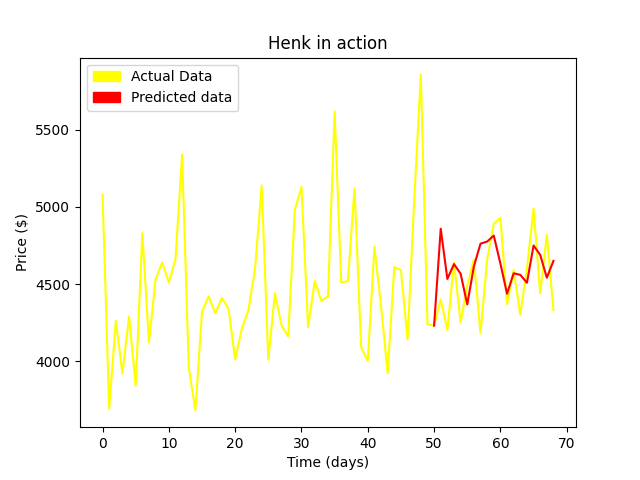 Henk in action
Actual Data
Predicted data
Price ($)
5500
5000
4500
4000
0 10 20 30 40 50 60 70
Time (days)